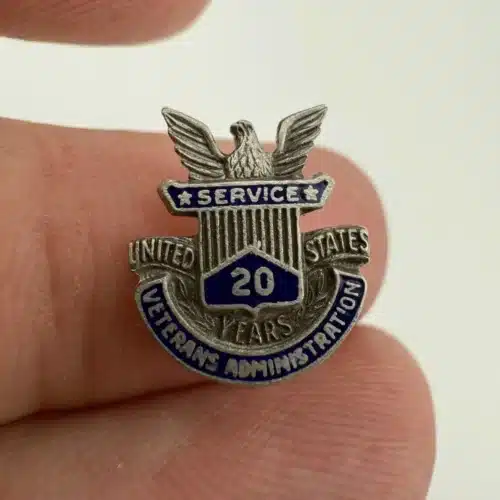 SERVICE
UNITED STATES
20
YEARS
VETERANS ADMINISTRATION